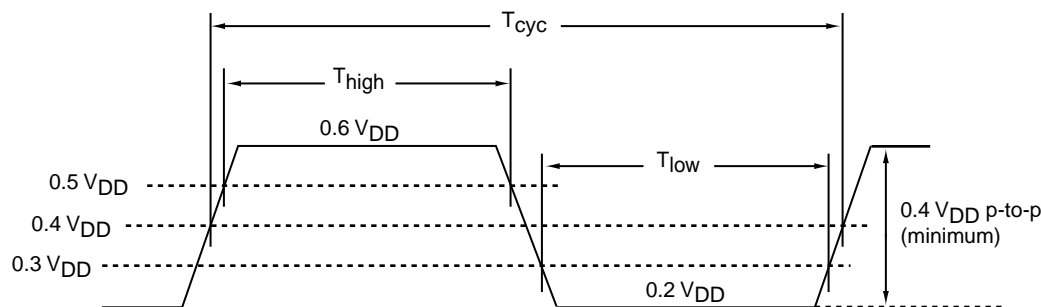 Tcyc
Thigh
0.6 VDD
Tlow
0.5 VDD
0.4 VDD
0.4 VDD p-to-p
(minimum)
0.3 VDD
0.2 VDD